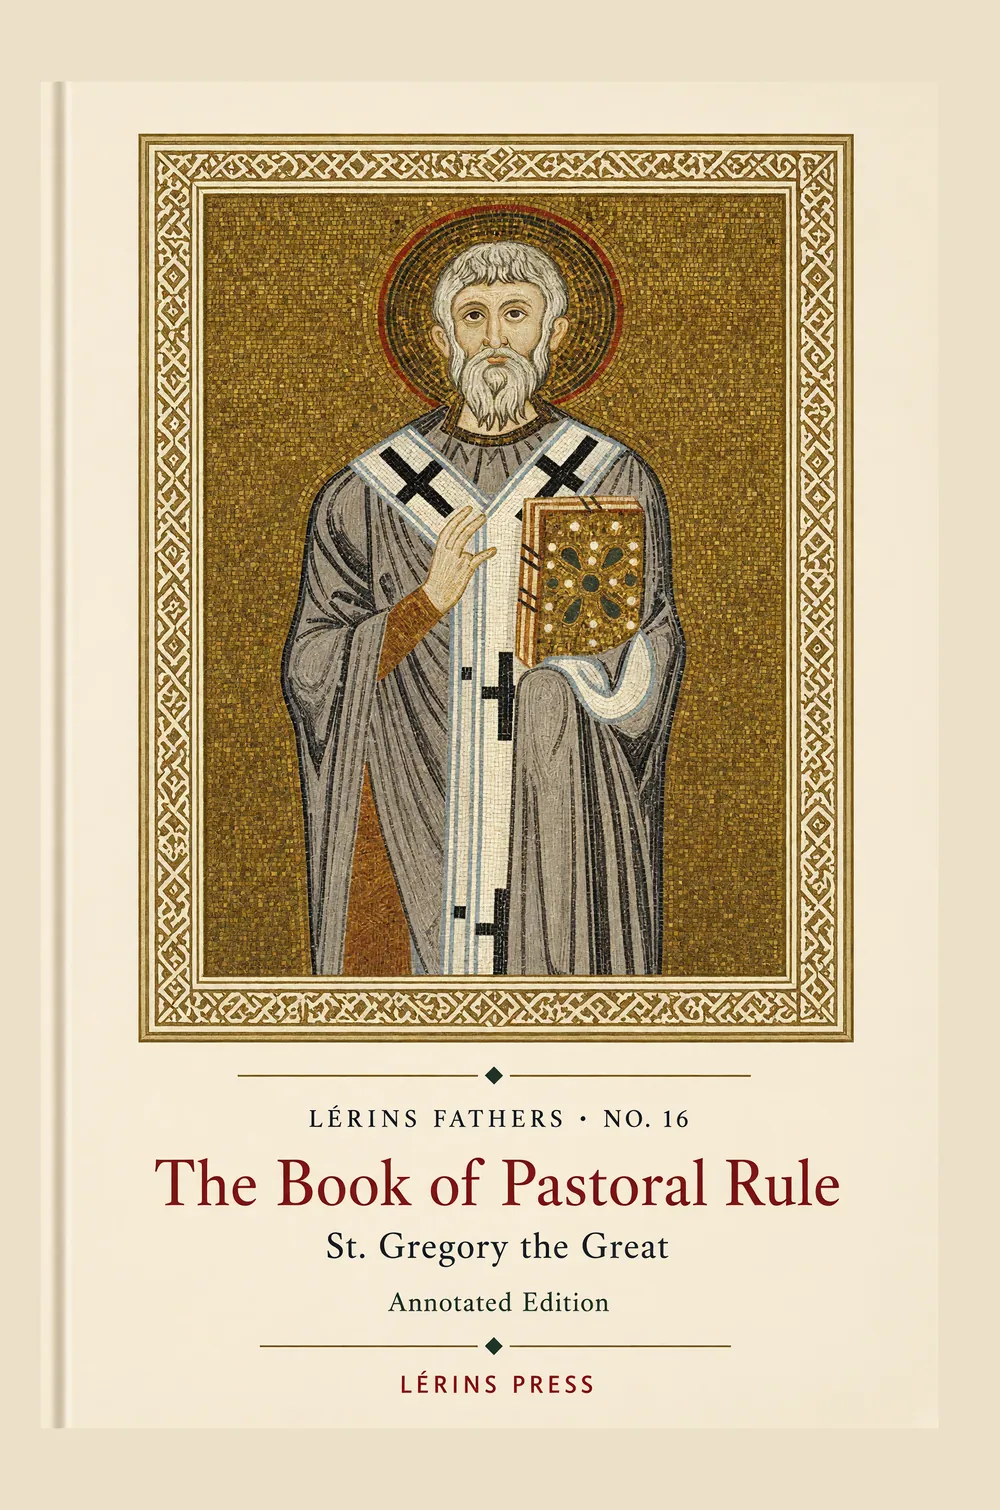 LÉRINS FATHERS • NO. 16
The Book of Pastoral Rule
St. Gregory the Great
Annotated Edition
LÉRINS PRESS